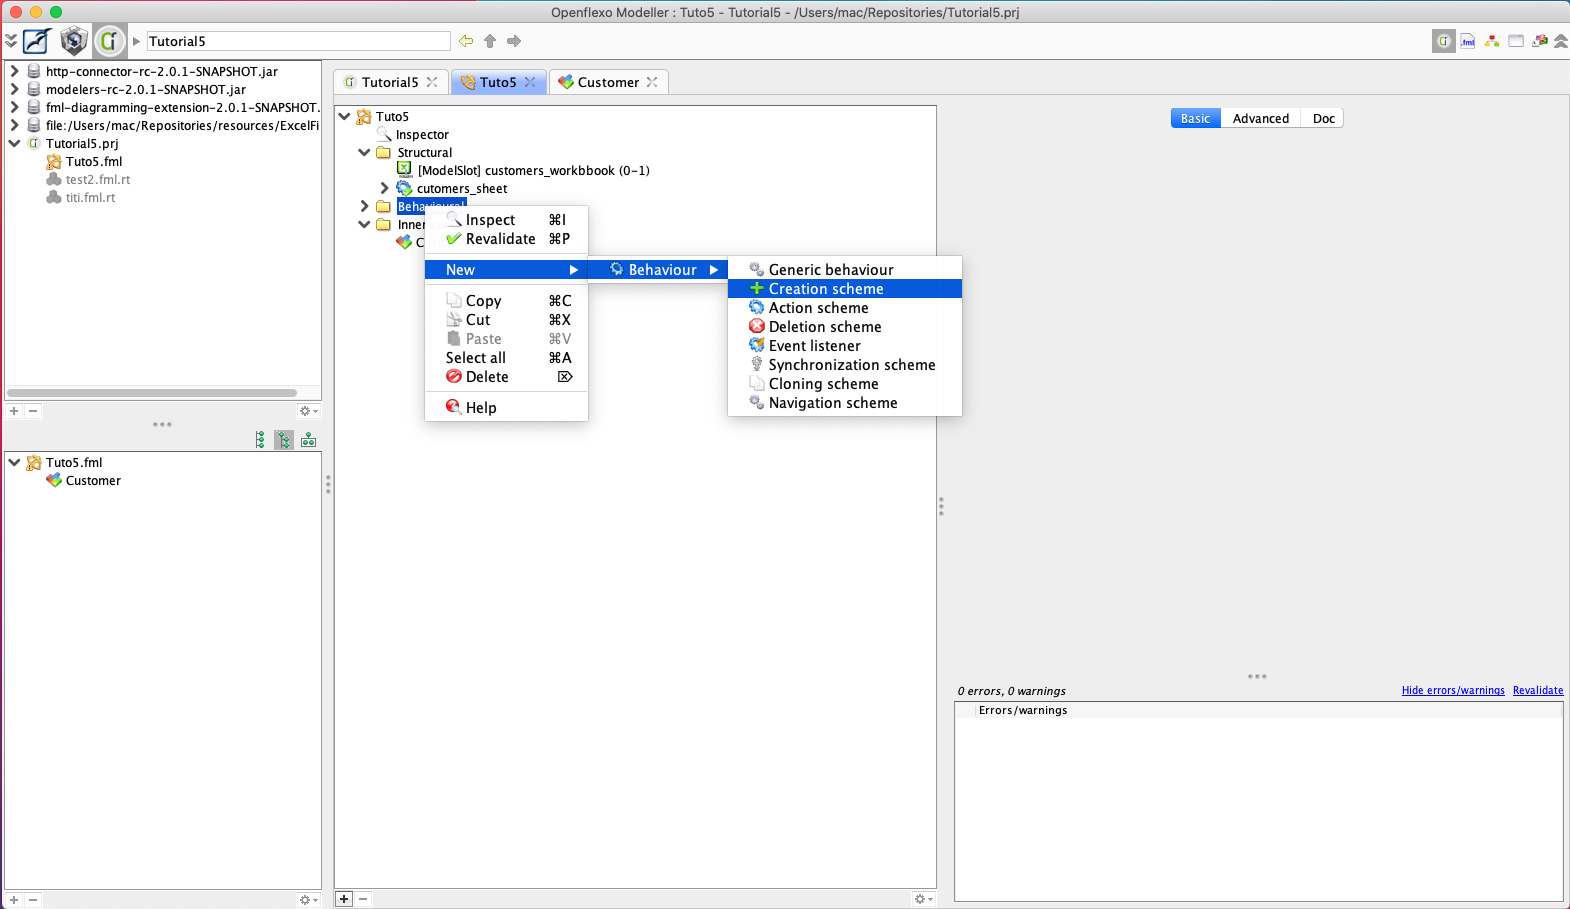 Openflexo Modeller : Tuto5 - Tutorial5 - /Users/mac/Repositories/Tutorial5.prj
Tutorial5
.fml
http-connector-rc-2.0.1-SNAPSHOT.jar
modelers-rc-2.0.1-SNAPSHOT.jar
fml-diagramming-extension-2.0.1-SNAPSHOT.
file:/Users/mac/Repositories/resources/ExcelFi
Tutorial5.prj
Tuto5.fml
test2.fml.rt
titi.fml.rt
Tuto5.fml
Customer
Tutorial5
Tuto5
Customer
Tuto5
Inspector
Structural
[ModelSlot] customers_workbbook (0-1)
cutomers_sheet
Behavioural
Inner
C
Inspect ⌘I
Revalidate ⌘P
New
Copy ⌘C
Cut ⌘X
Paste ⌘V
Select all ⌘A
Delete ⌦
Help
Behaviour
Generic behaviour
Creation scheme
Action scheme
Deletion scheme
Event listener
Synchronization scheme
Cloning scheme
Navigation scheme
Basic Advanced Doc
0 errors, 0 warnings
Hide errors/warnings Revalidate
Errors/warnings